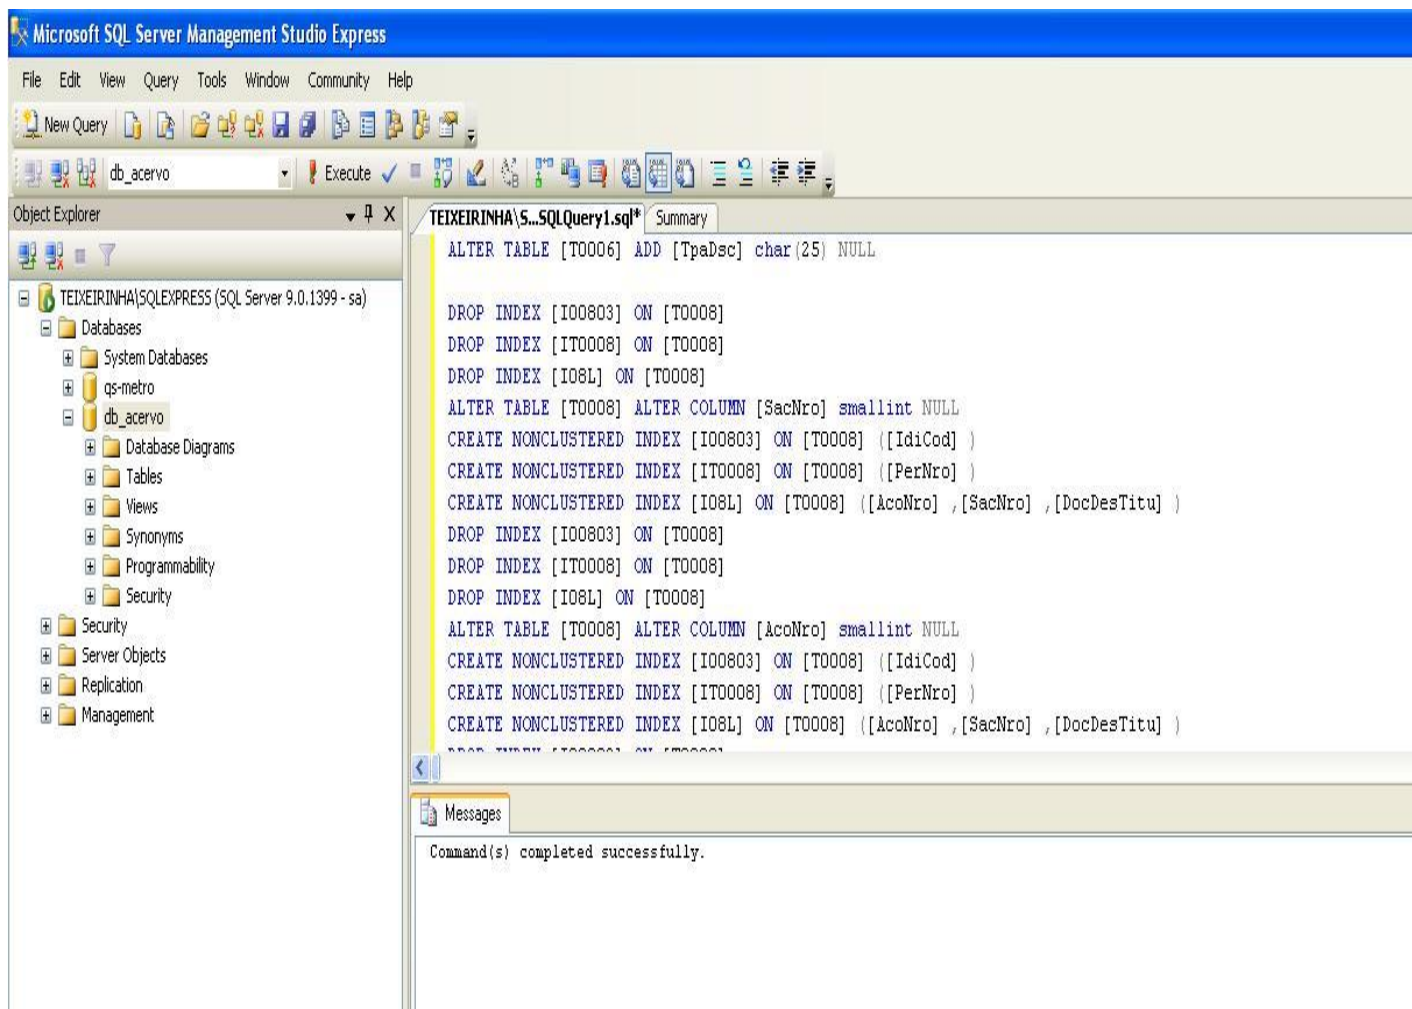 Microsoft SQL Server Management Studio Express
File Edit View Query Tools Window Community Help
New Query
db_acervo
Execute
Object Explorer
TEIXEIRINHA\SQLEXPRESS (SQL Server 9.0.1399 - sa)
Databases
System Databases
qs-metro
db_acervo
Database Diagrams
Tables
Views
Synonyms
Programmability
Security
Security
Server Objects
Replication
Management
TEIXEIRINHA\S...SQLQuery1.sql* Summary
ALTER TABLE [T0006] ADD [TpaDsc] char(25) NULL
DROP INDEX [I00803] ON [T0008]
DROP INDEX [IT0008] ON [T0008]
DROP INDEX [I08L] ON [T0008]
ALTER TABLE [T0008] ALTER COLUMN [SacNro] smallint NULL
CREATE NONCLUSTERED INDEX [I00803] ON [T0008] ([IdiCod] )
CREATE NONCLUSTERED INDEX [IT0008] ON [T0008] ([PerNro] )
CREATE NONCLUSTERED INDEX [I08L] ON [T0008] ([AcoNro] ,[SacNro] ,[DocDesTitu] )
DROP INDEX [I00803] ON [T0008]
DROP INDEX [IT0008] ON [T0008]
DROP INDEX [I08L] ON [T0008]
ALTER TABLE [T0008] ALTER COLUMN [AcoNro] smallint NULL
CREATE NONCLUSTERED INDEX [I00803] ON [T0008] ([IdiCod] )
CREATE NONCLUSTERED INDEX [IT0008] ON [T0008] ([PerNro] )
CREATE NONCLUSTERED INDEX [I08L] ON [T0008] ([AcoNro] ,[SacNro] ,[DocDesTitu] )
Messages
Command(s) completed successfully.